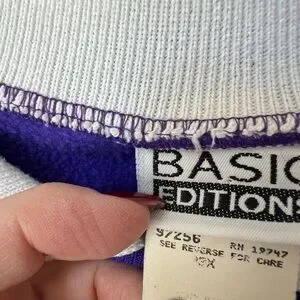 BASIC
EDITIONS
97256 RN 19747
SEE REVERSE FOR CARE